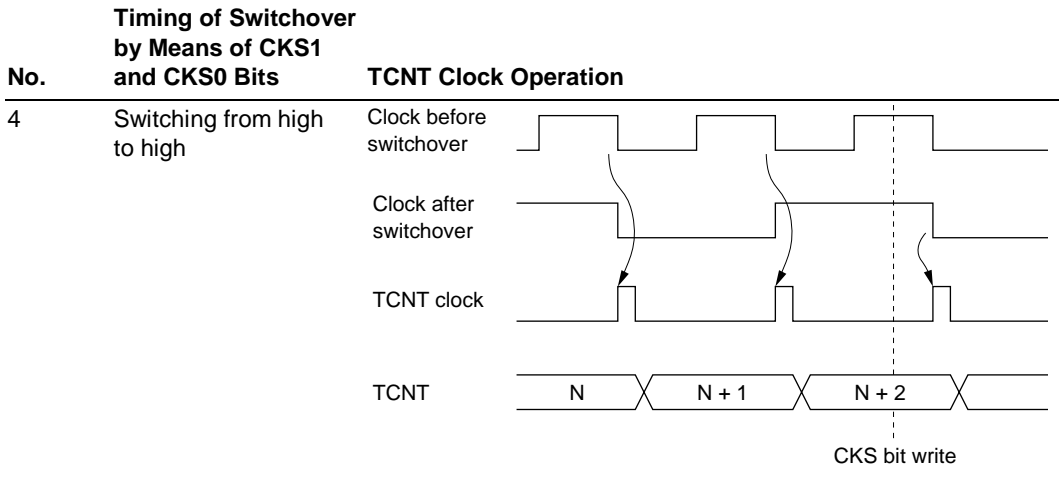 Timing of Switchover
by Means of CKS1
No. and CKS0 Bits TCNT Clock Operation
4 Switching from high
to high
Clock before
switchover
Clock after
switchover
TCNT clock
TCNT N N + 1 N + 2
CKS bit write